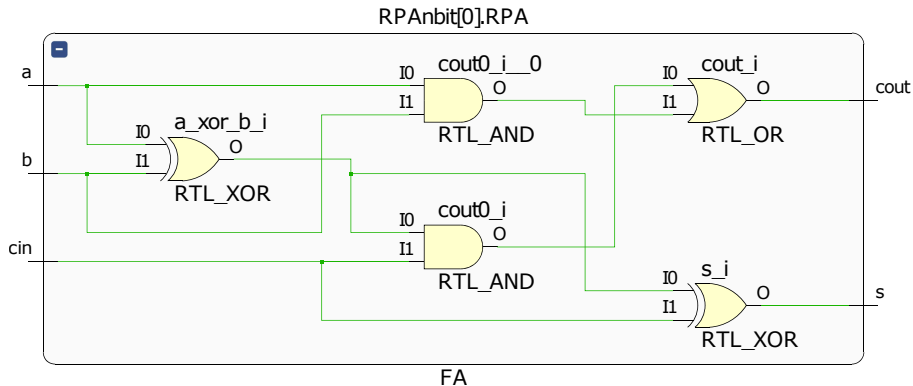 RPAnbit[0].RPA
a
b
cin
I0
I1
a_xor_b_i
O
RTL_XOR
I0
I1
cout0_i__0
O
RTL_AND
I0
I1
cout0_i
O
RTL_AND
I0
I1
cout_i
O
RTL_OR
cout
I0
I1
s_i
O
RTL_XOR
s
FA